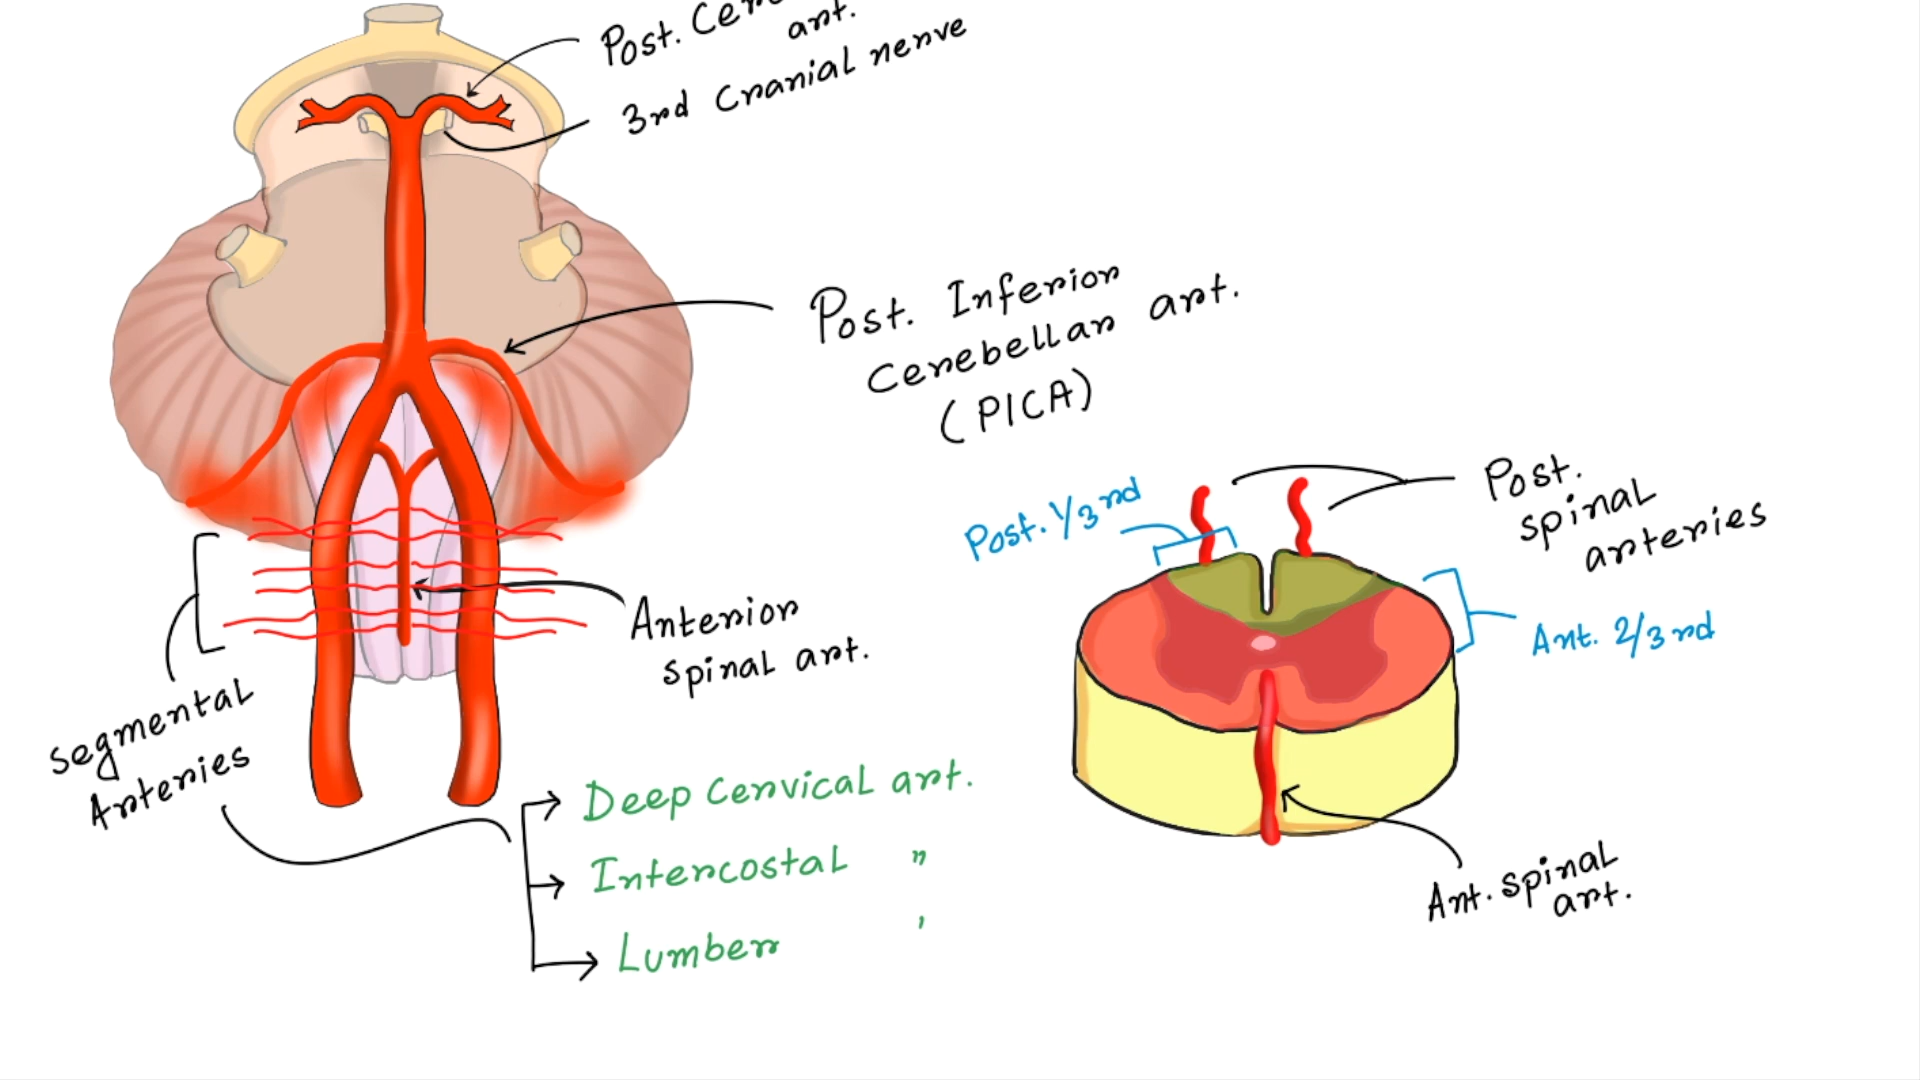 Post. Cere
art.
3rd Cranial nerve
Post. Inferior
Cerebellar art.
(PICA)
Post. 1/3rd
Post.
spinal
arteries
Ant. 2/3rd
Anterior
spinal art.
Segmental
Arteries
Deep Cervical art.
Intercostal "
Lumber '
Ant. spinal
art.